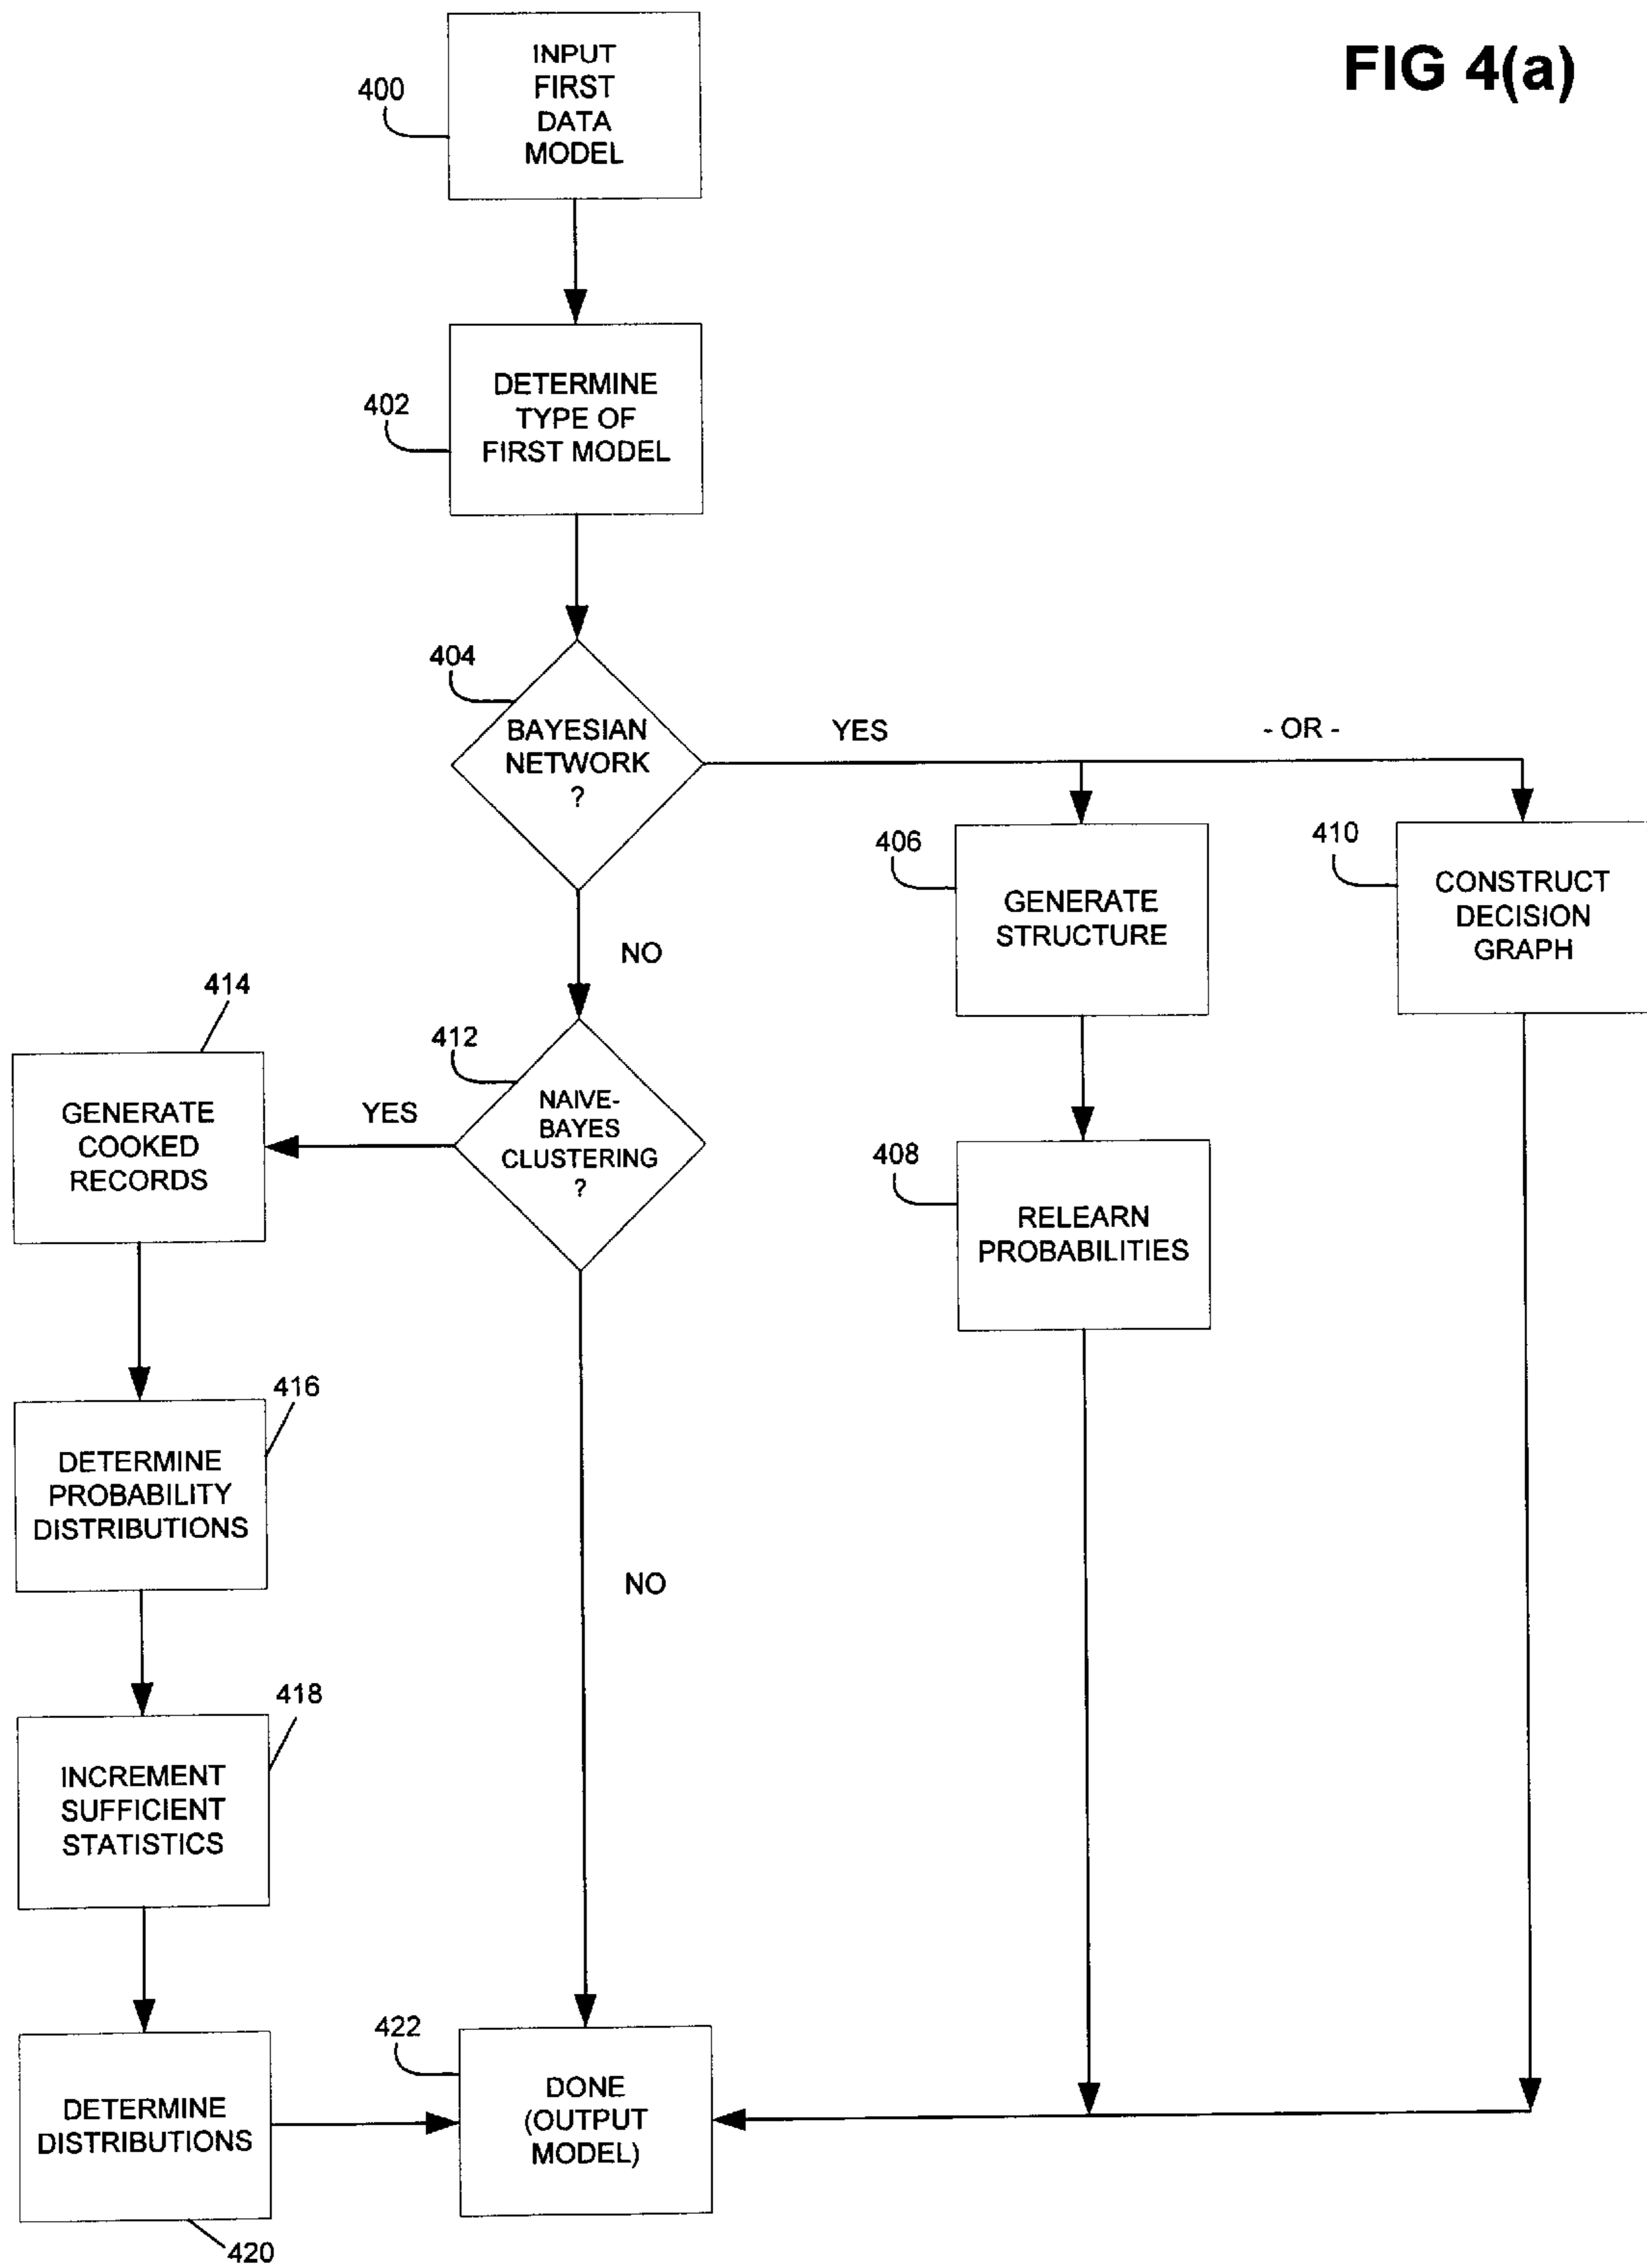 FIG 4(a)
400
INPUT
FIRST
DATA
MODEL
402
DETERMINE
TYPE OF
FIRST MODEL
404
BAYESIAN
NETWORK
?
YES
- OR -
NO
406
GENERATE
STRUCTURE
410
CONSTRUCT
DECISION
GRAPH
408
RELEARN
PROBABILITIES
412
NAIVE-
BAYES
CLUSTERING
?
YES
NO
414
GENERATE
COOKED
RECORDS
416
DETERMINE
PROBABILITY
DISTRIBUTIONS
418
INCREMENT
SUFFICIENT
STATISTICS
DETERMINE
DISTRIBUTIONS
420
422
DONE
(OUTPUT
MODEL)